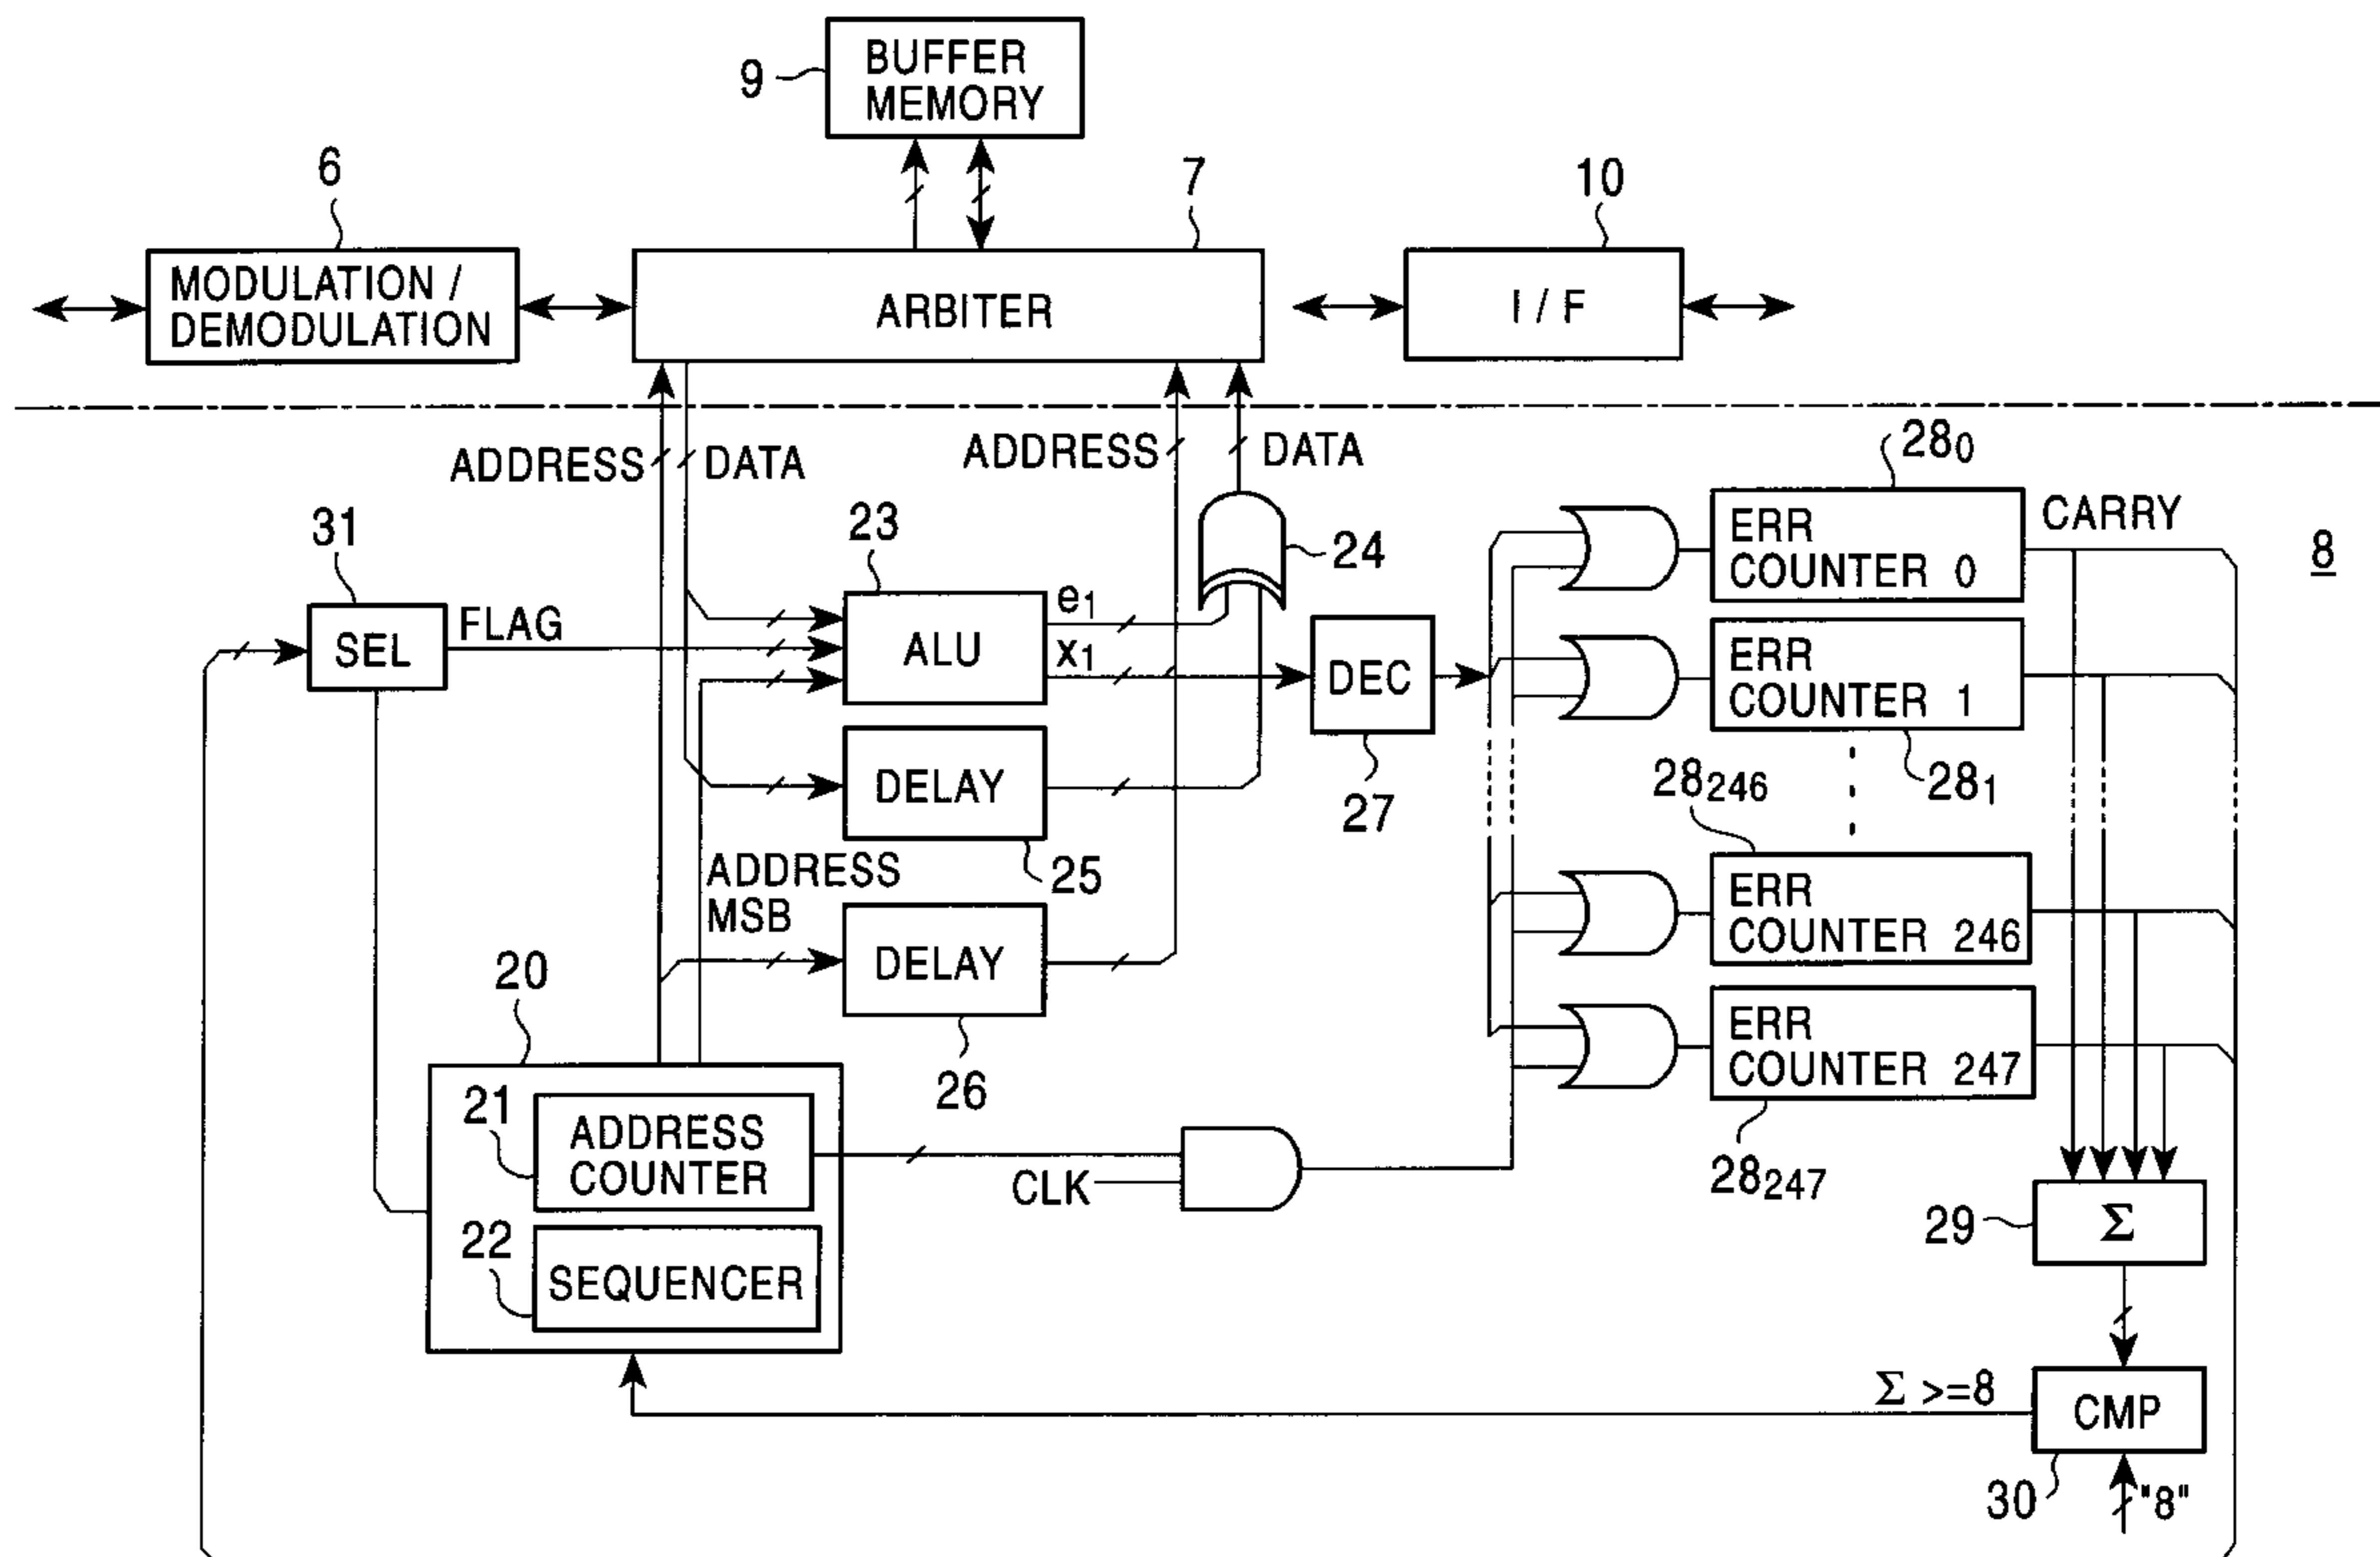 BUFFER
MEMORY
9
6
7
10
MODULATION /
DEMODULATION
ARBITER
I / F
ADDRESS
DATA
ADDRESS
DATA
28₀
31
23
24
ERR
COUNTER 0
CARRY
8
SEL
FLAG
ALU
e₁
x₁
DEC
27
ERR
COUNTER 1
28₁
DELAY
25
28₂₄₆
ADDRESS
MSB
ERR
COUNTER 246
DELAY
26
20
ERR
COUNTER 247
28₂₄₇
21
ADDRESS
COUNTER
CLK
22
SEQUENCER
29
Σ
Σ >=8
CMP
30
"8"